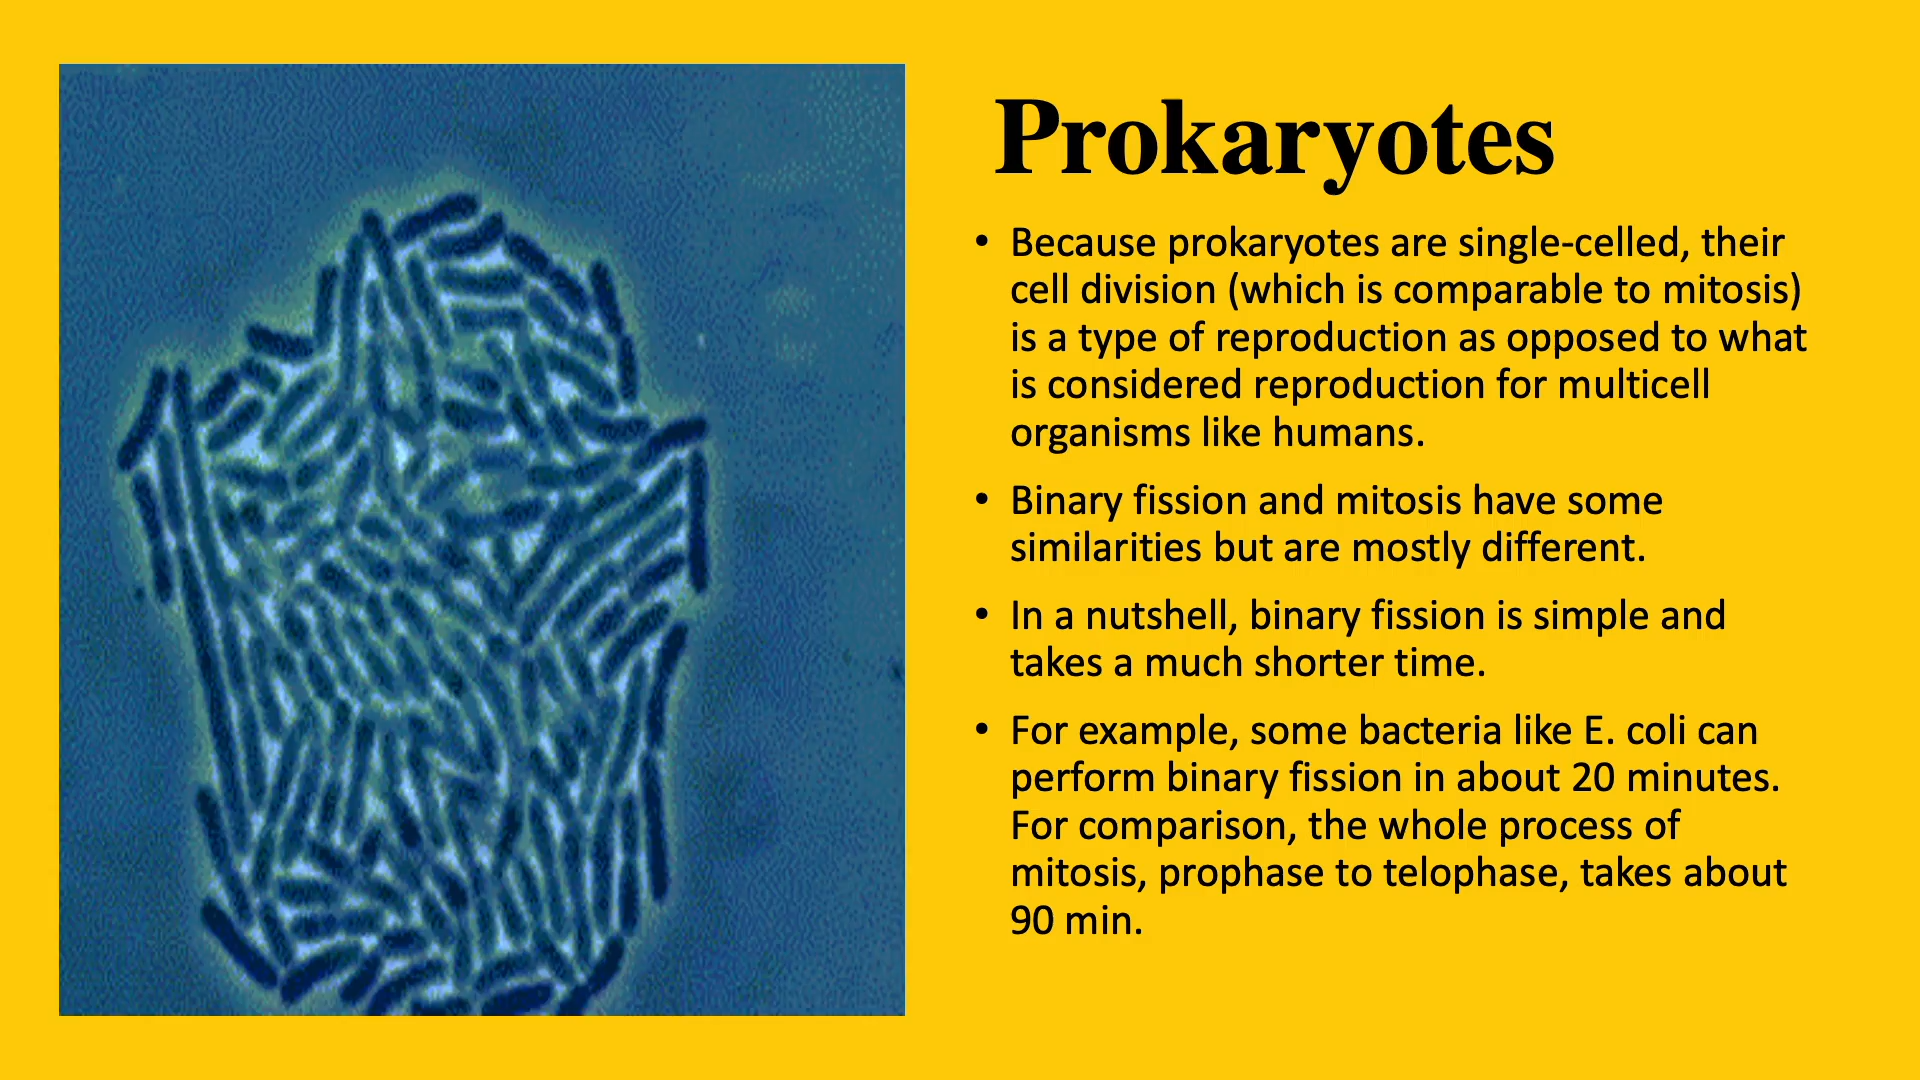 Prokaryotes
• Because prokaryotes are single-celled, their
cell division (which is comparable to mitosis)
is a type of reproduction as opposed to what
is considered reproduction for multicell
organisms like humans.
• Binary fission and mitosis have some
similarities but are mostly different.
• In a nutshell, binary fission is simple and
takes a much shorter time.
• For example, some bacteria like E. coli can
perform binary fission in about 20 minutes.
For comparison, the whole process of
mitosis, prophase to telophase, takes about
90 min.